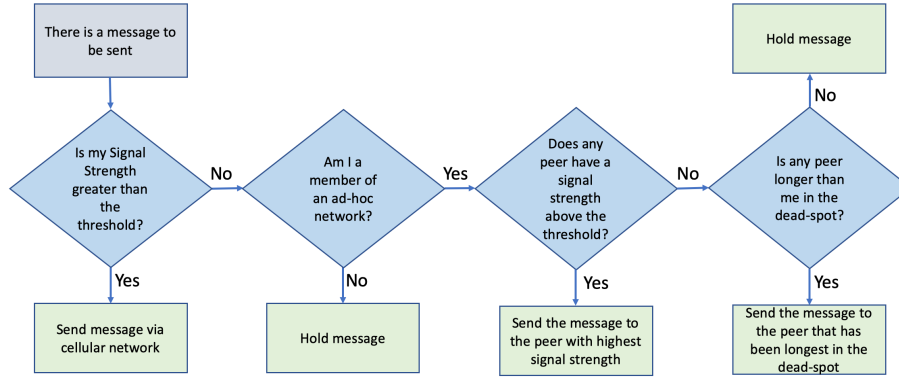 There is a message to
be sent
Is my Signal
Strength
greater than
the
threshold?
No
Yes
Send message via
cellular network
Am I a
member of
an ad-hoc
network?
Yes
No
Hold message
Does any
peer have a
signal
strength
above the
threshold?
No
Yes
Send the message to
the peer with highest
signal strength
Is any peer
longer than
me in the
dead-spot?
No
Hold message
Yes
Send the message to
the peer that has
been longest in the
dead-spot